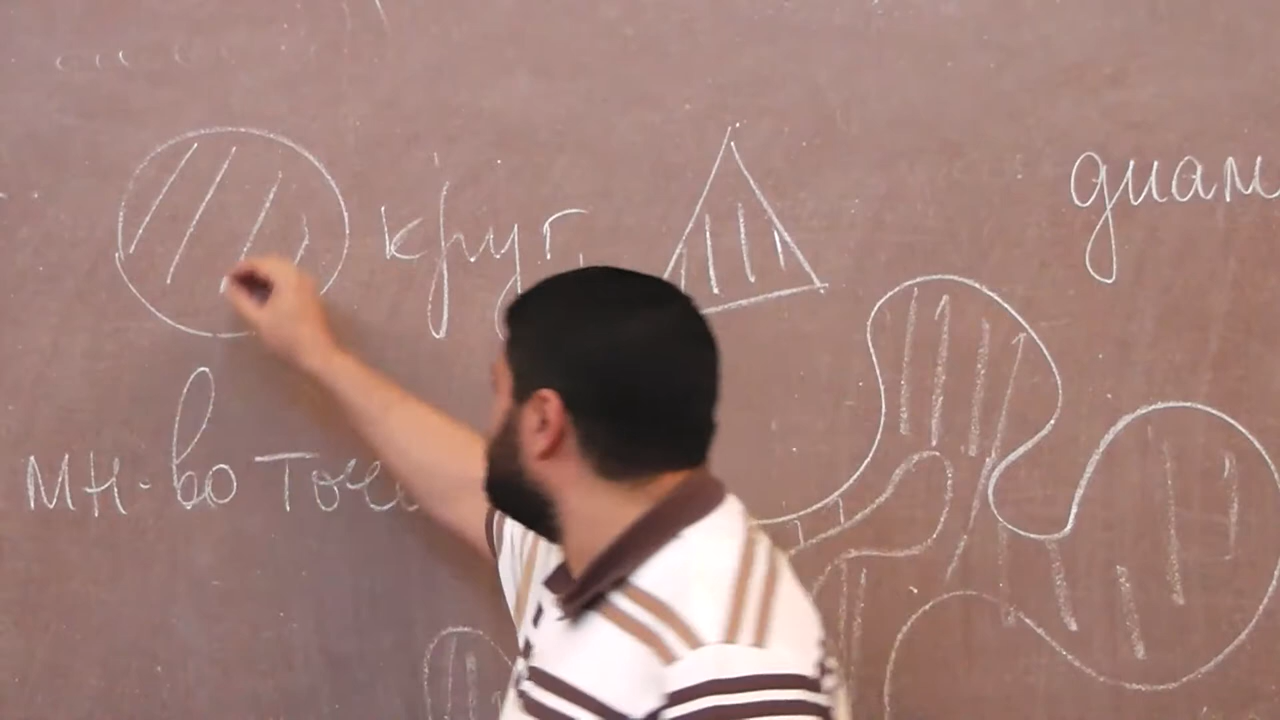 круг,
диам
мн-во точе